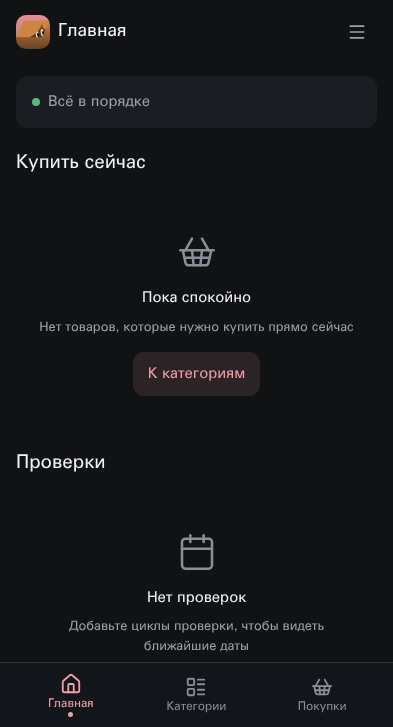 Главная
Всё в порядке
Купить сейчас
Пока спокойно
Нет товаров, которые нужно купить прямо сейчас
К категориям
Проверки
Нет проверок
Добавьте циклы проверки, чтобы видеть
ближайшие даты
Главная
Категории
Покупки